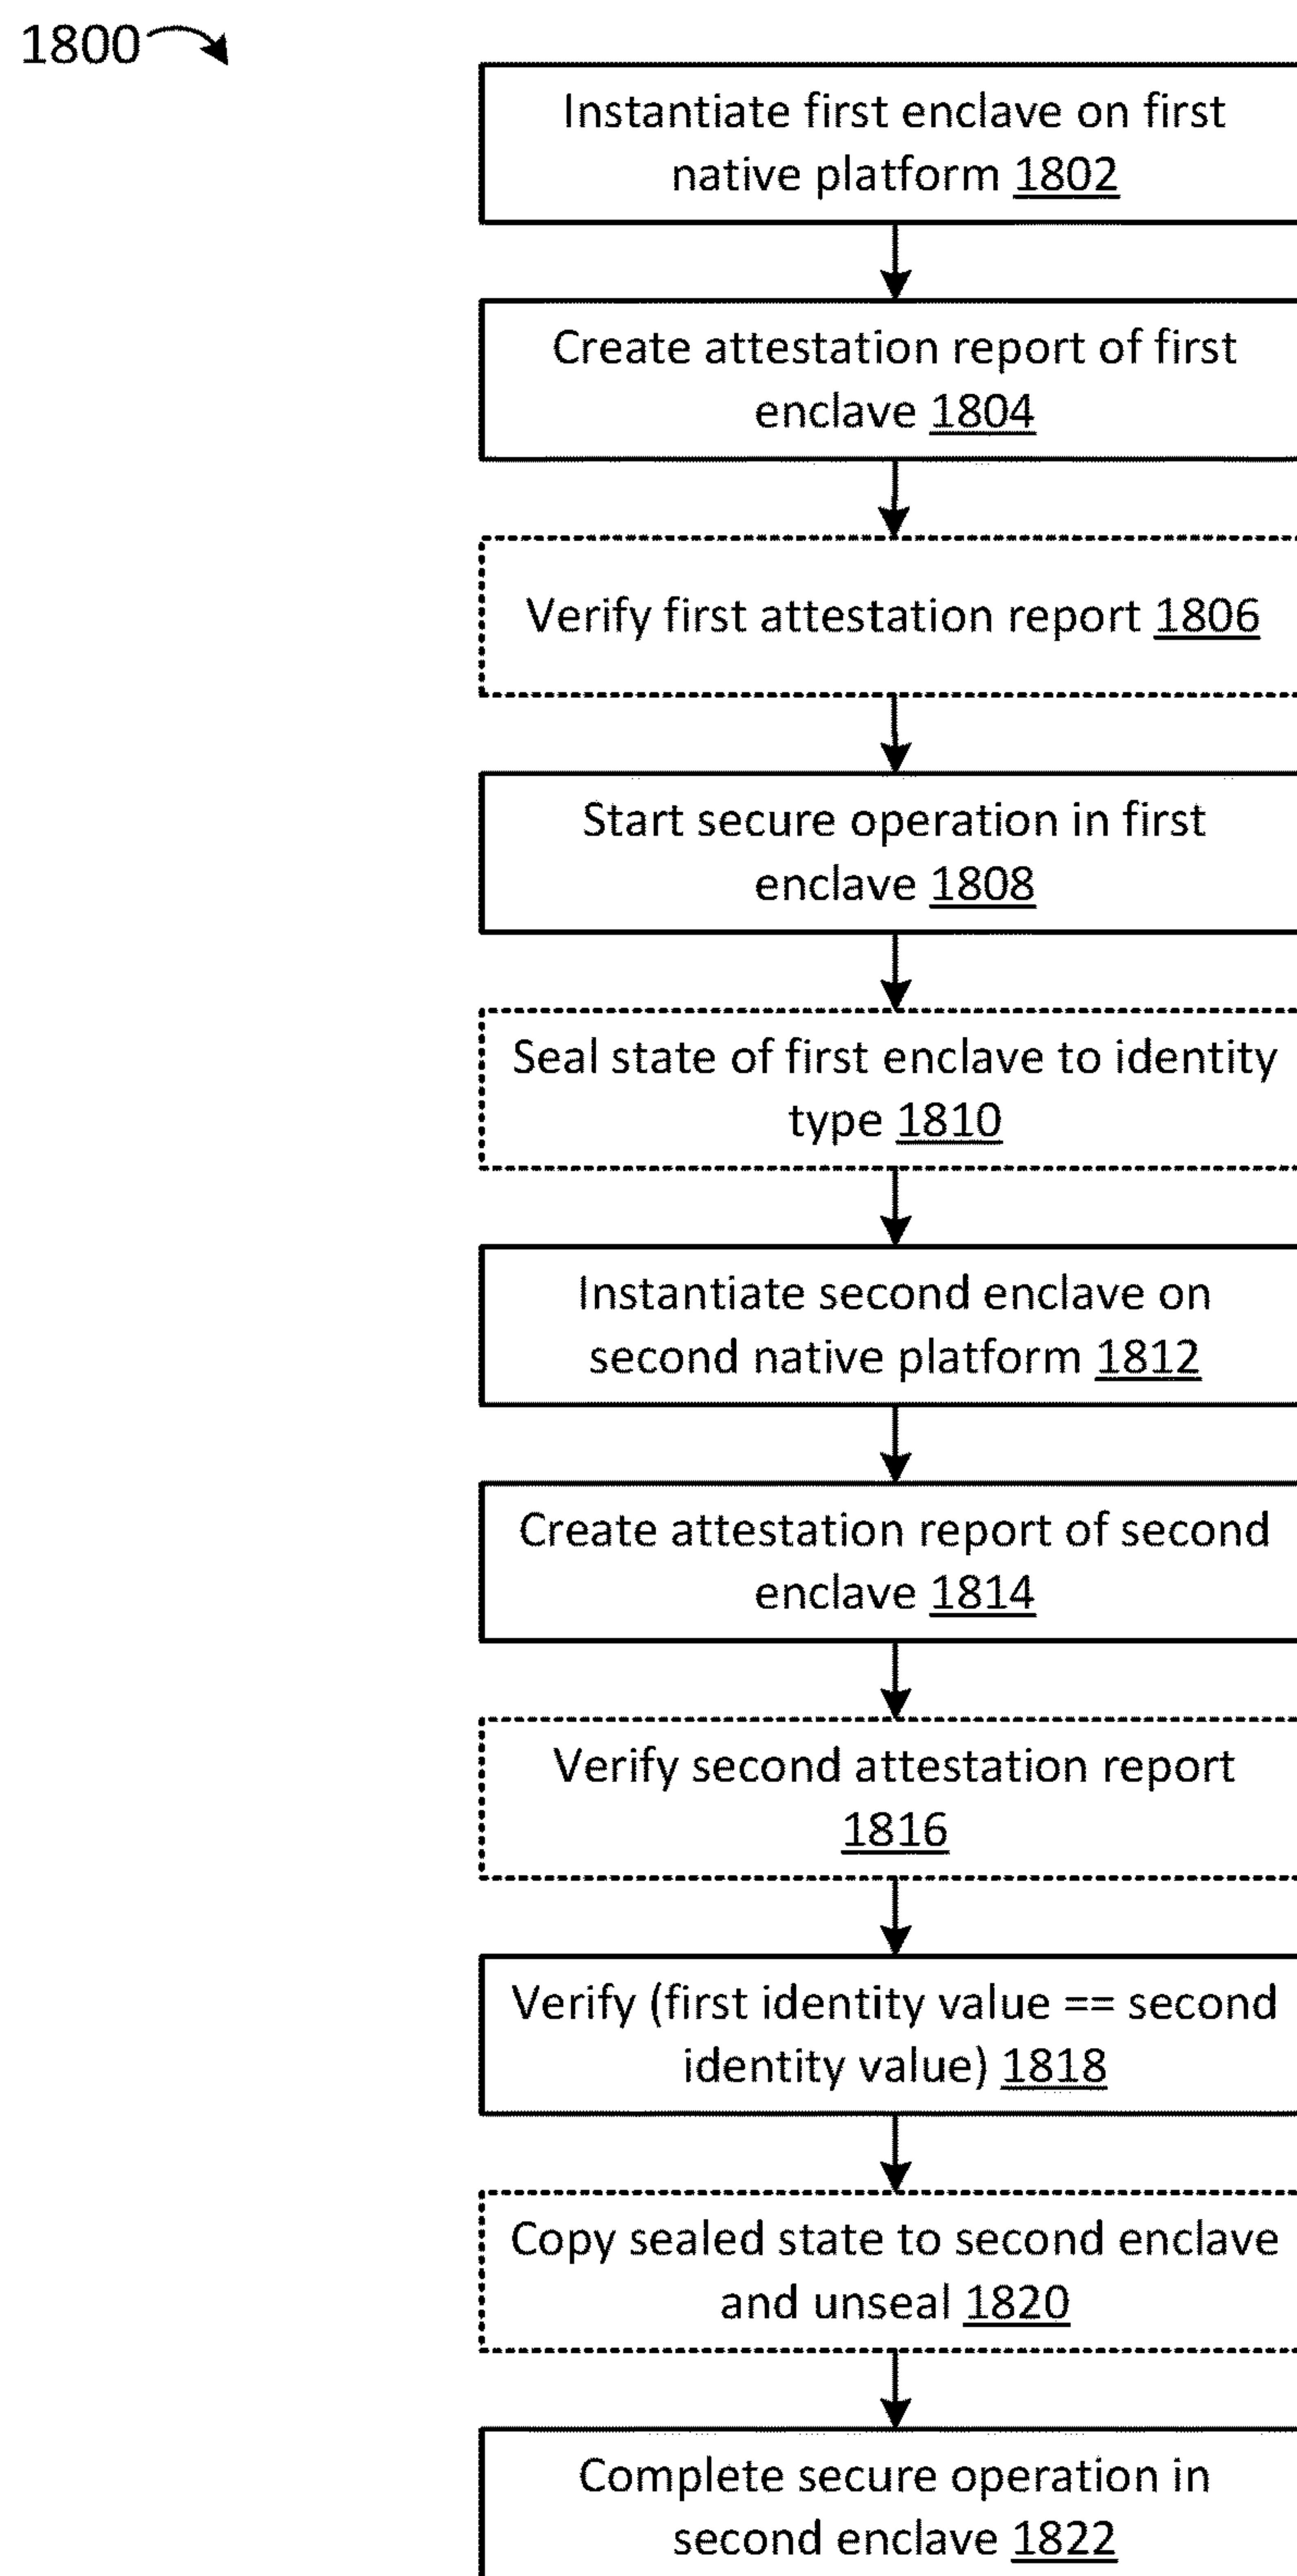 1800
Instantiate first enclave on first
native platform 1802
Create attestation report of first
enclave 1804
Verify first attestation report 1806
Start secure operation in first
enclave 1808
Seal state of first enclave to identity
type 1810
Instantiate second enclave on
second native platform 1812
Create attestation report of second
enclave 1814
Verify second attestation report
1816
Verify (first identity value == second
identity value) 1818
Copy sealed state to second enclave
and unseal 1820
Complete secure operation in
second enclave 1822